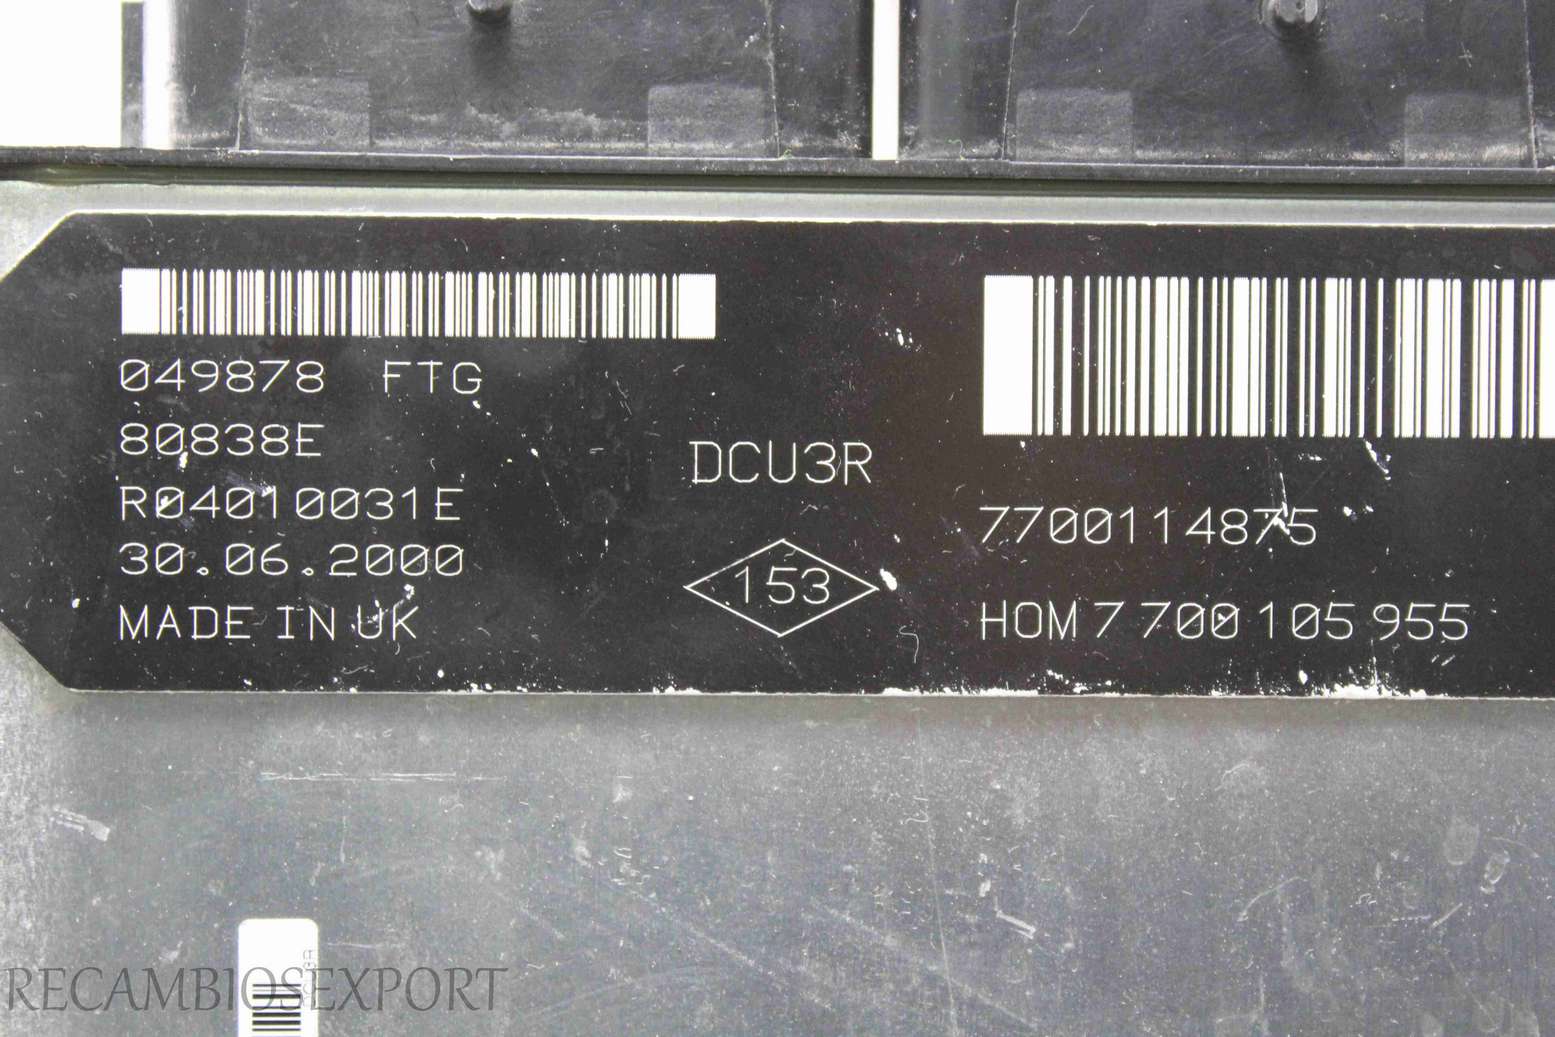 049878 FTG
80838E
R04010031E
30.06.2000
MADE IN UK
DCU3R
153
7700114875
HOM 7 700 105 955
RECAMBIOSEXPORT